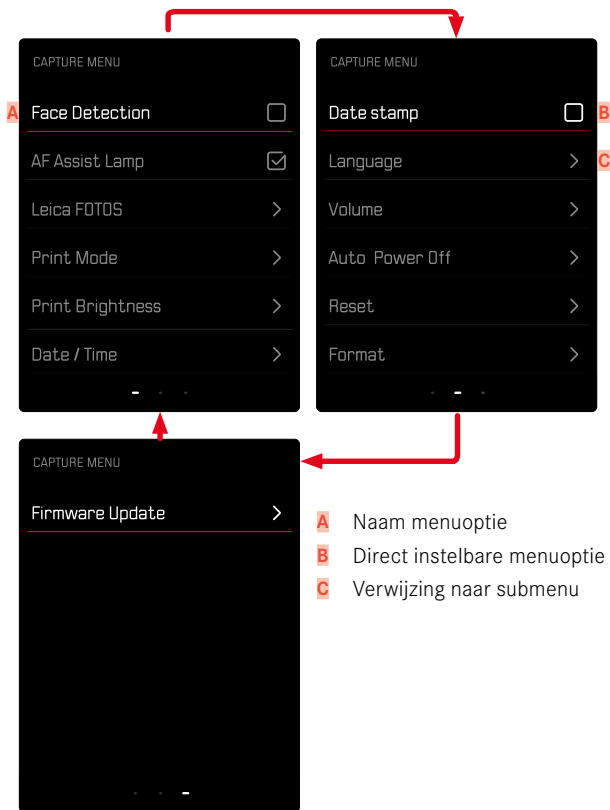 CAPTURE MENU
A Face Detection
AF Assist Lamp
Leica FOTOS
Print Mode
Print Brightness
Date / Time
CAPTURE MENU
Date stamp B
Language C
Volume
Auto Power Off
Reset
Format
CAPTURE MENU
Firmware Update
A Naam menuoptie
B Direct instelbare menuoptie
C Verwijzing naar submenu